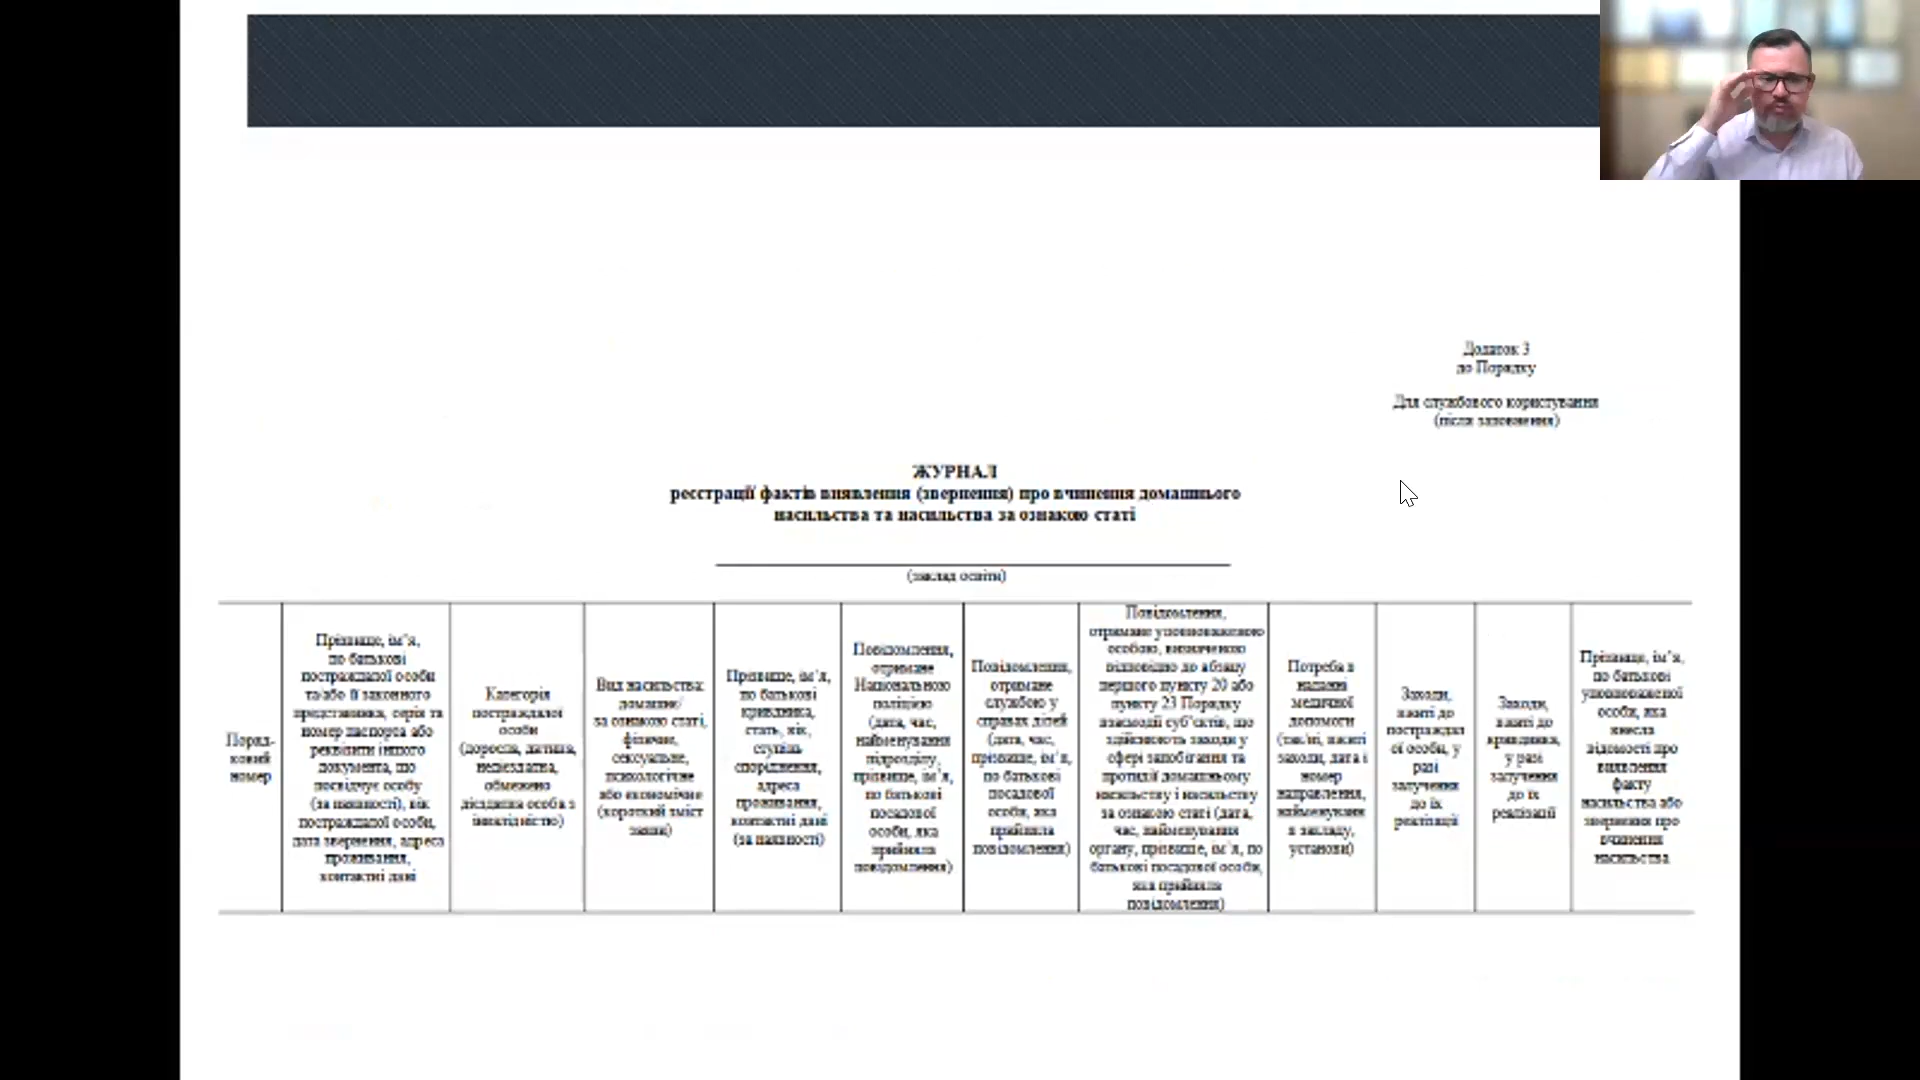 Додаток 3
до Порядку
Для службового користування
(після заповнення)
ЖУРНАЛ
реєстрації фактів виявлення (звернення) про вчинення домашнього
насильства та насильства за ознакою статі
(заклад освіти)
Поряд-
ковий
номер
Прізвище, ім’я,
по батькові
постраждалої особи
та/або її законного
представника, серія та
номер паспорта або
реквізити іншого
документа, що
посвідчує особу
(за наявності), вік
постраждалої особи,
дата звернення, адреса
проживання,
контактні дані
Категорія
постраждалої
особи
(доросла, дитина,
недієздатна,
обмежено
дієздатна особа з
інвалідністю)
Вид насильства:
домашнє/
за ознакою статі,
фізичне,
сексуальне,
психологічне
або економічне
(короткий зміст
заяви)
Прізвище, ім’я,
по батькові
кривдника,
стать, вік,
ступінь
споріднення,
адреса
проживання,
контактні дані
(за наявності)
Повідомлення,
отримане
Національною
поліцією
(дата, час,
найменування
підрозділу,
прізвище, ім’я,
по батькові
посадової
особи, яка
прийняла
повідомлення)
Повідомлення,
отримане
службою у
справах дітей
(дата, час,
прізвище, ім’я,
по батькові
посадової
особи, яка
прийняла
повідомлення)
Повідомлення,
отримане уповноваженою
особою, визначеною
відповідно до абзацу
першого пункту 20 або
пункту 23 Порядку
взаємодії суб’єктів, що
здійснюють заходи у
сфері запобігання та
протидії домашньому
насильству і насильству
за ознакою статі (дата,
час, найменування
органу, прізвище, ім’я, по
батькові посадової особи,
яка прийняла
повідомлення)
Потреба в
наданні
медичної
допомоги
(так/ні, вжиті
заходи, дата і
номер
направлення,
найменуванн
я закладу,
установи)
Заходи,
вжиті до
постраждал
ої особи, у
разі
залучення
до їх
реалізації
Заходи,
вжиті до
кривдника,
у разі
залучення
до їх
реалізації
Прізвище, ім’я,
по батькові
уповноваженої
особи, яка
внесла
відомості про
виявлення
факту
насильства або
звернення про
вчинення
насильства